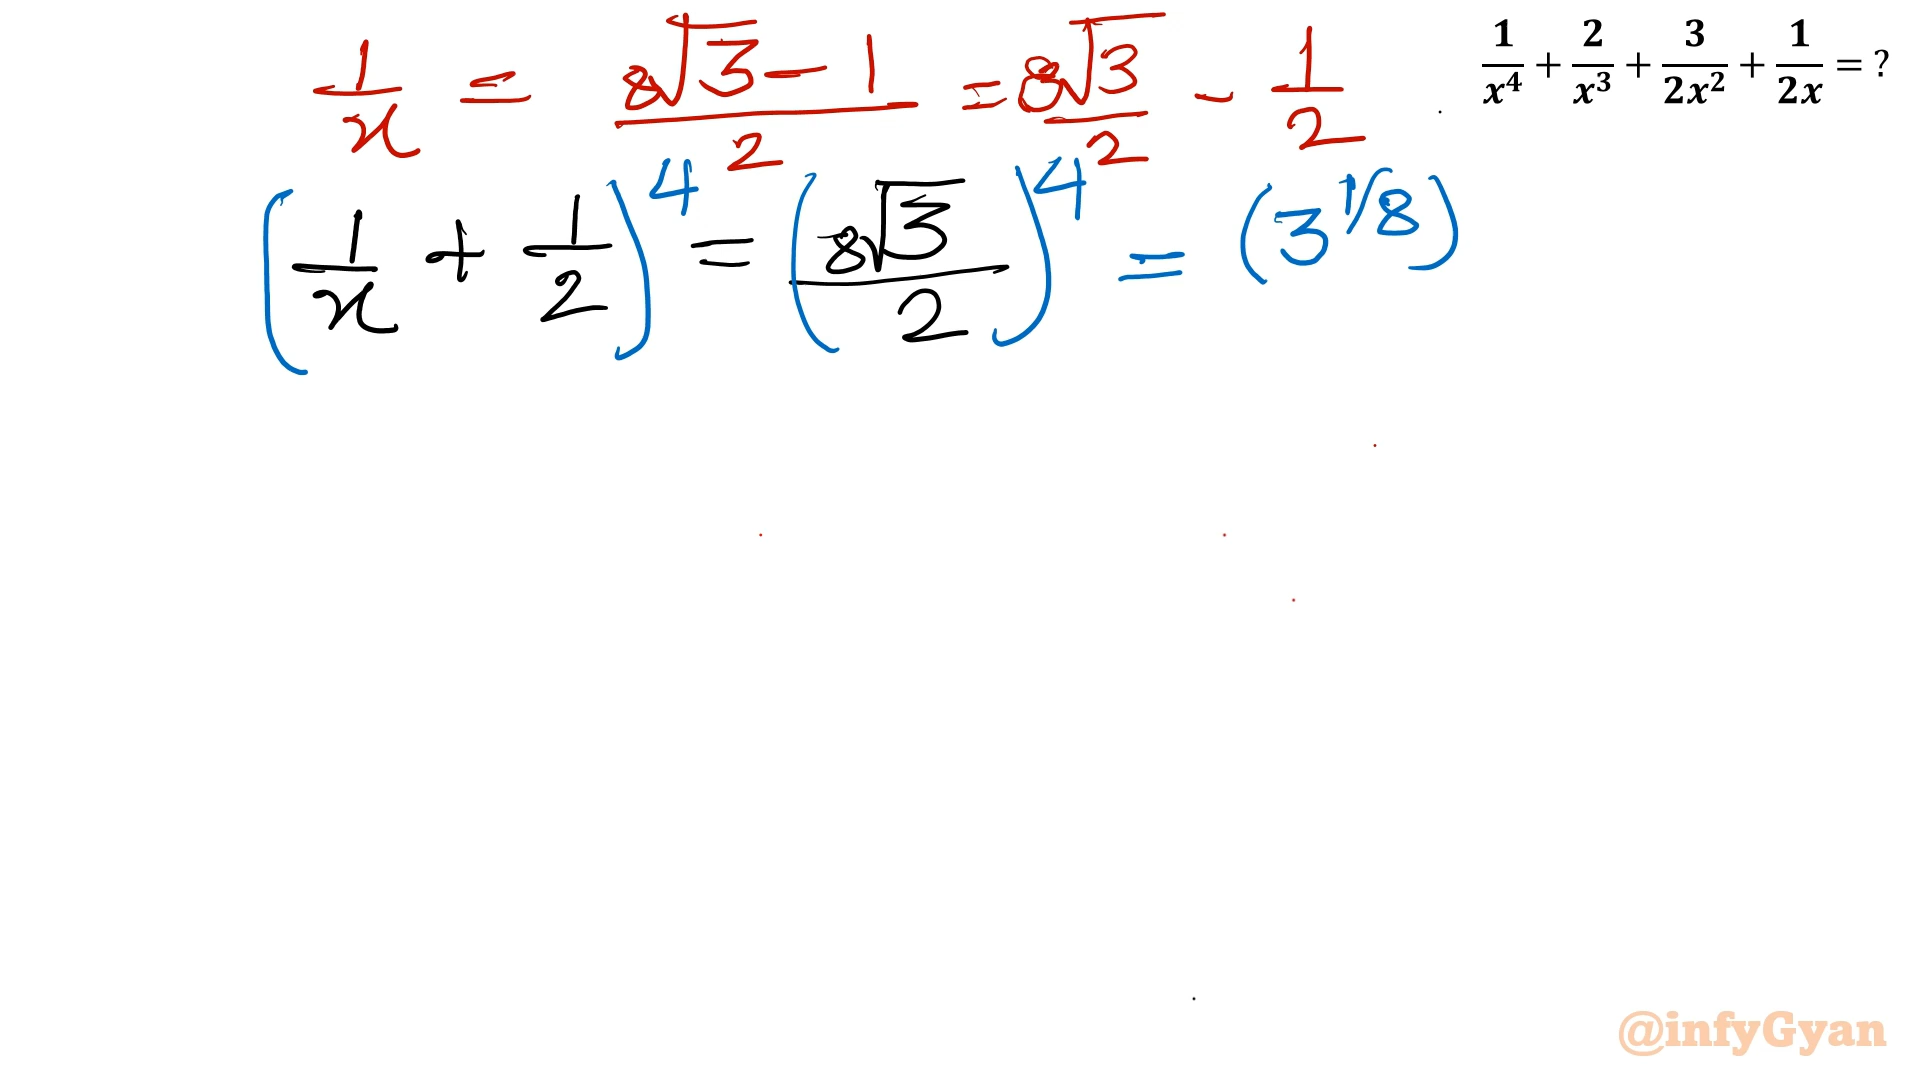 1/x = (⁸√3 − 1)/2 = ⁸√3/2 − 1/2
1/x⁴ + 2/x³ + 3/2x² + 1/2x = ?
(1/x + 1/2)⁴ = (⁸√3/2)⁴ = (3^1/8)
@infyGyan